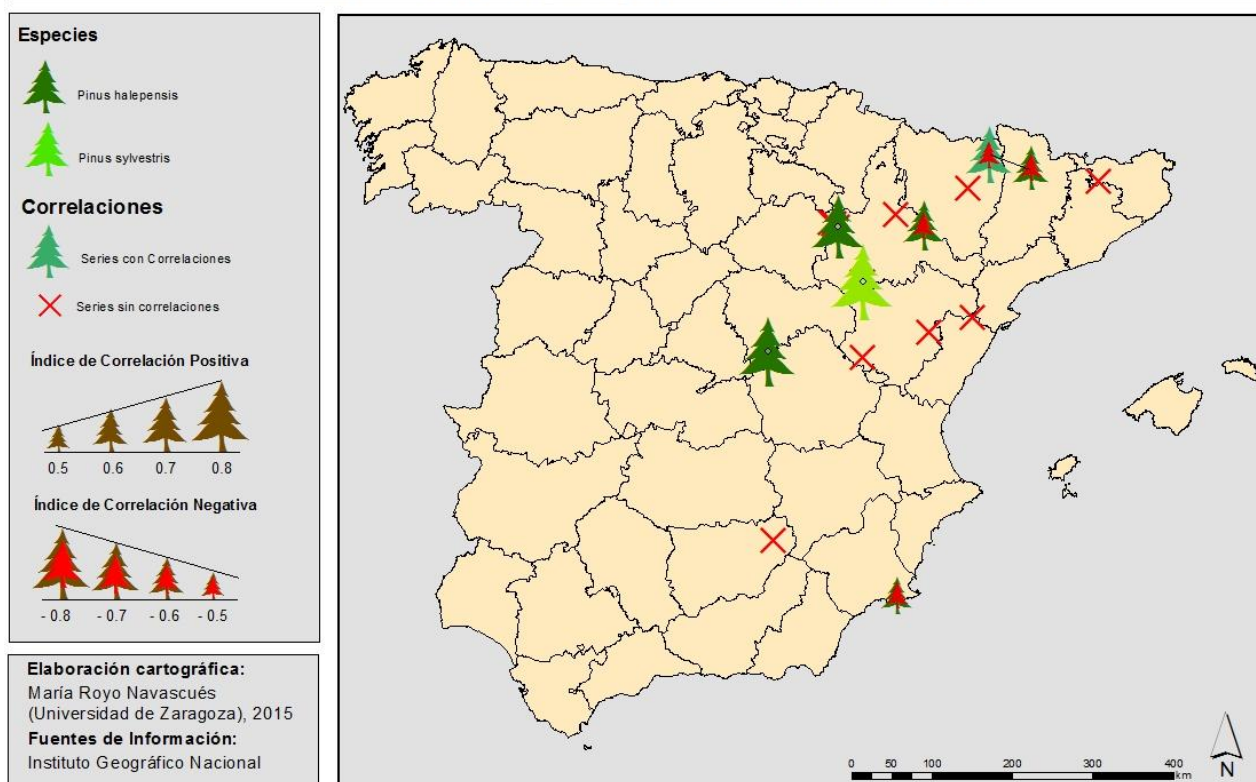 Especies
Pinus halepensis
Pinus sylvestris
Correlaciones
Series con Correlaciones
Series sin correlaciones
Índice de Correlación Positiva
0.5 0.6 0.7 0.8
Índice de Correlación Negativa
- 0.8 - 0.7 - 0.6 - 0.5
Elaboración cartográfica:
María Royo Navascués
(Universidad de Zaragoza), 2015
Fuentes de Información:
Instituto Geográfico Nacional
0 100 200 300 400
km
N